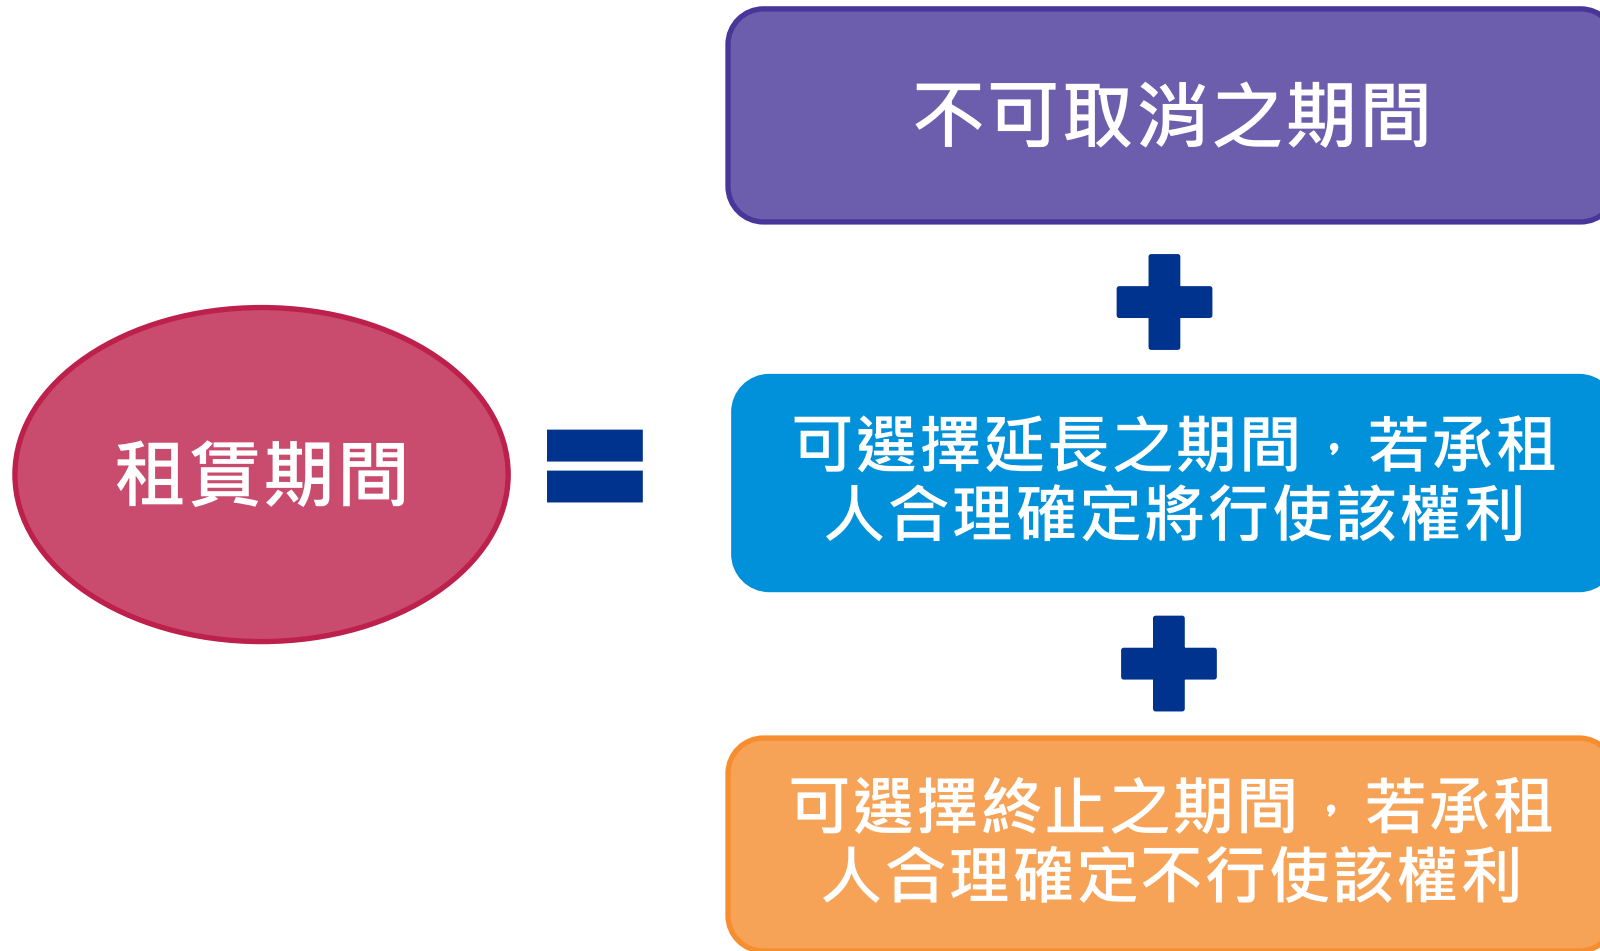 不可取消之期間
租賃期間
可選擇延長之期間，若承租
人合理確定將行使該權利
可選擇終止之期間，若承租
人合理確定不行使該權利